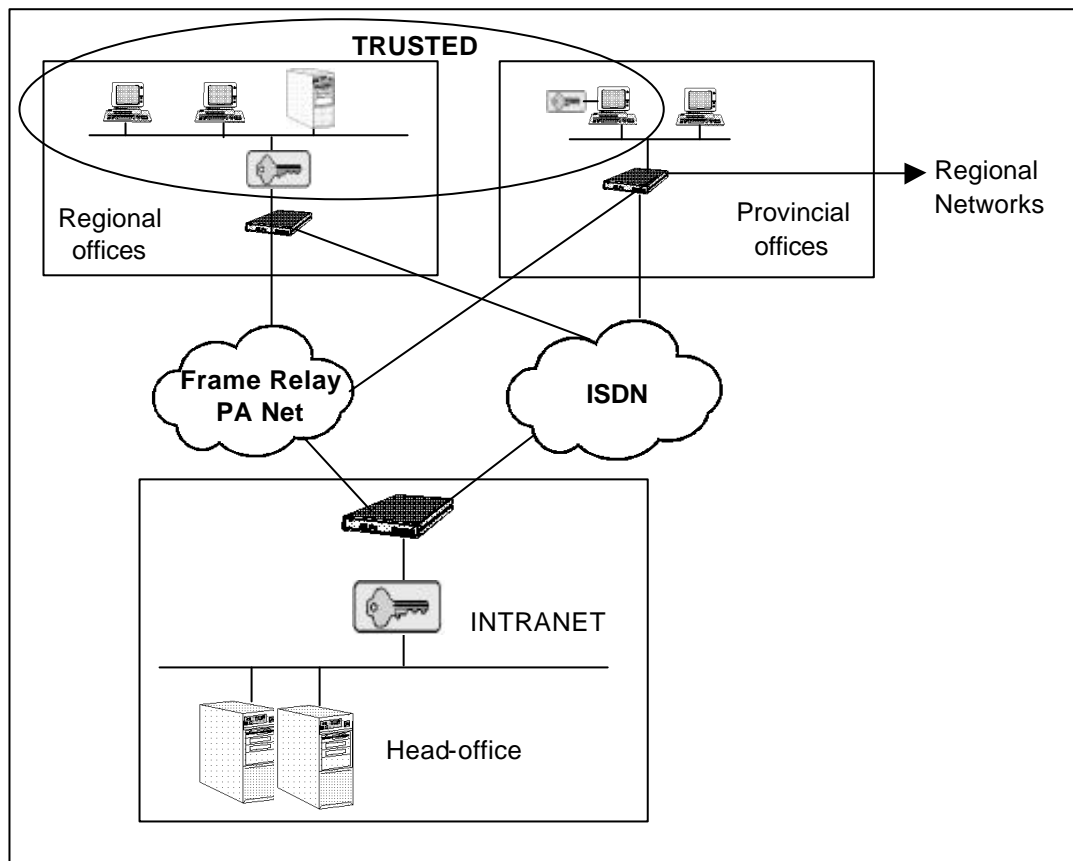 TRUSTED
Regional
offices
Provincial
offices
Regional
Networks
Frame Relay
PA Net
ISDN
INTRANET
Head-office